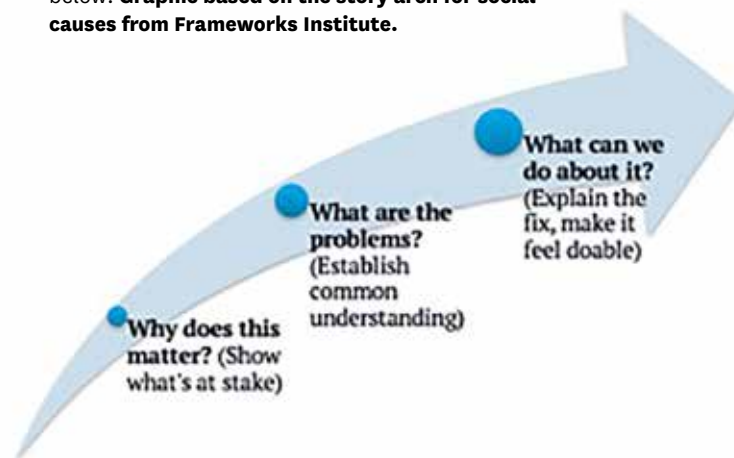 below? Graphic based on the story arch for social
causes from Frameworks Institute.
What can we
do about it?
(Explain the
fix, make it
feel doable)
What are the
problems?
(Establish
common
understanding)
Why does this
matter? (Show
what's at stake)